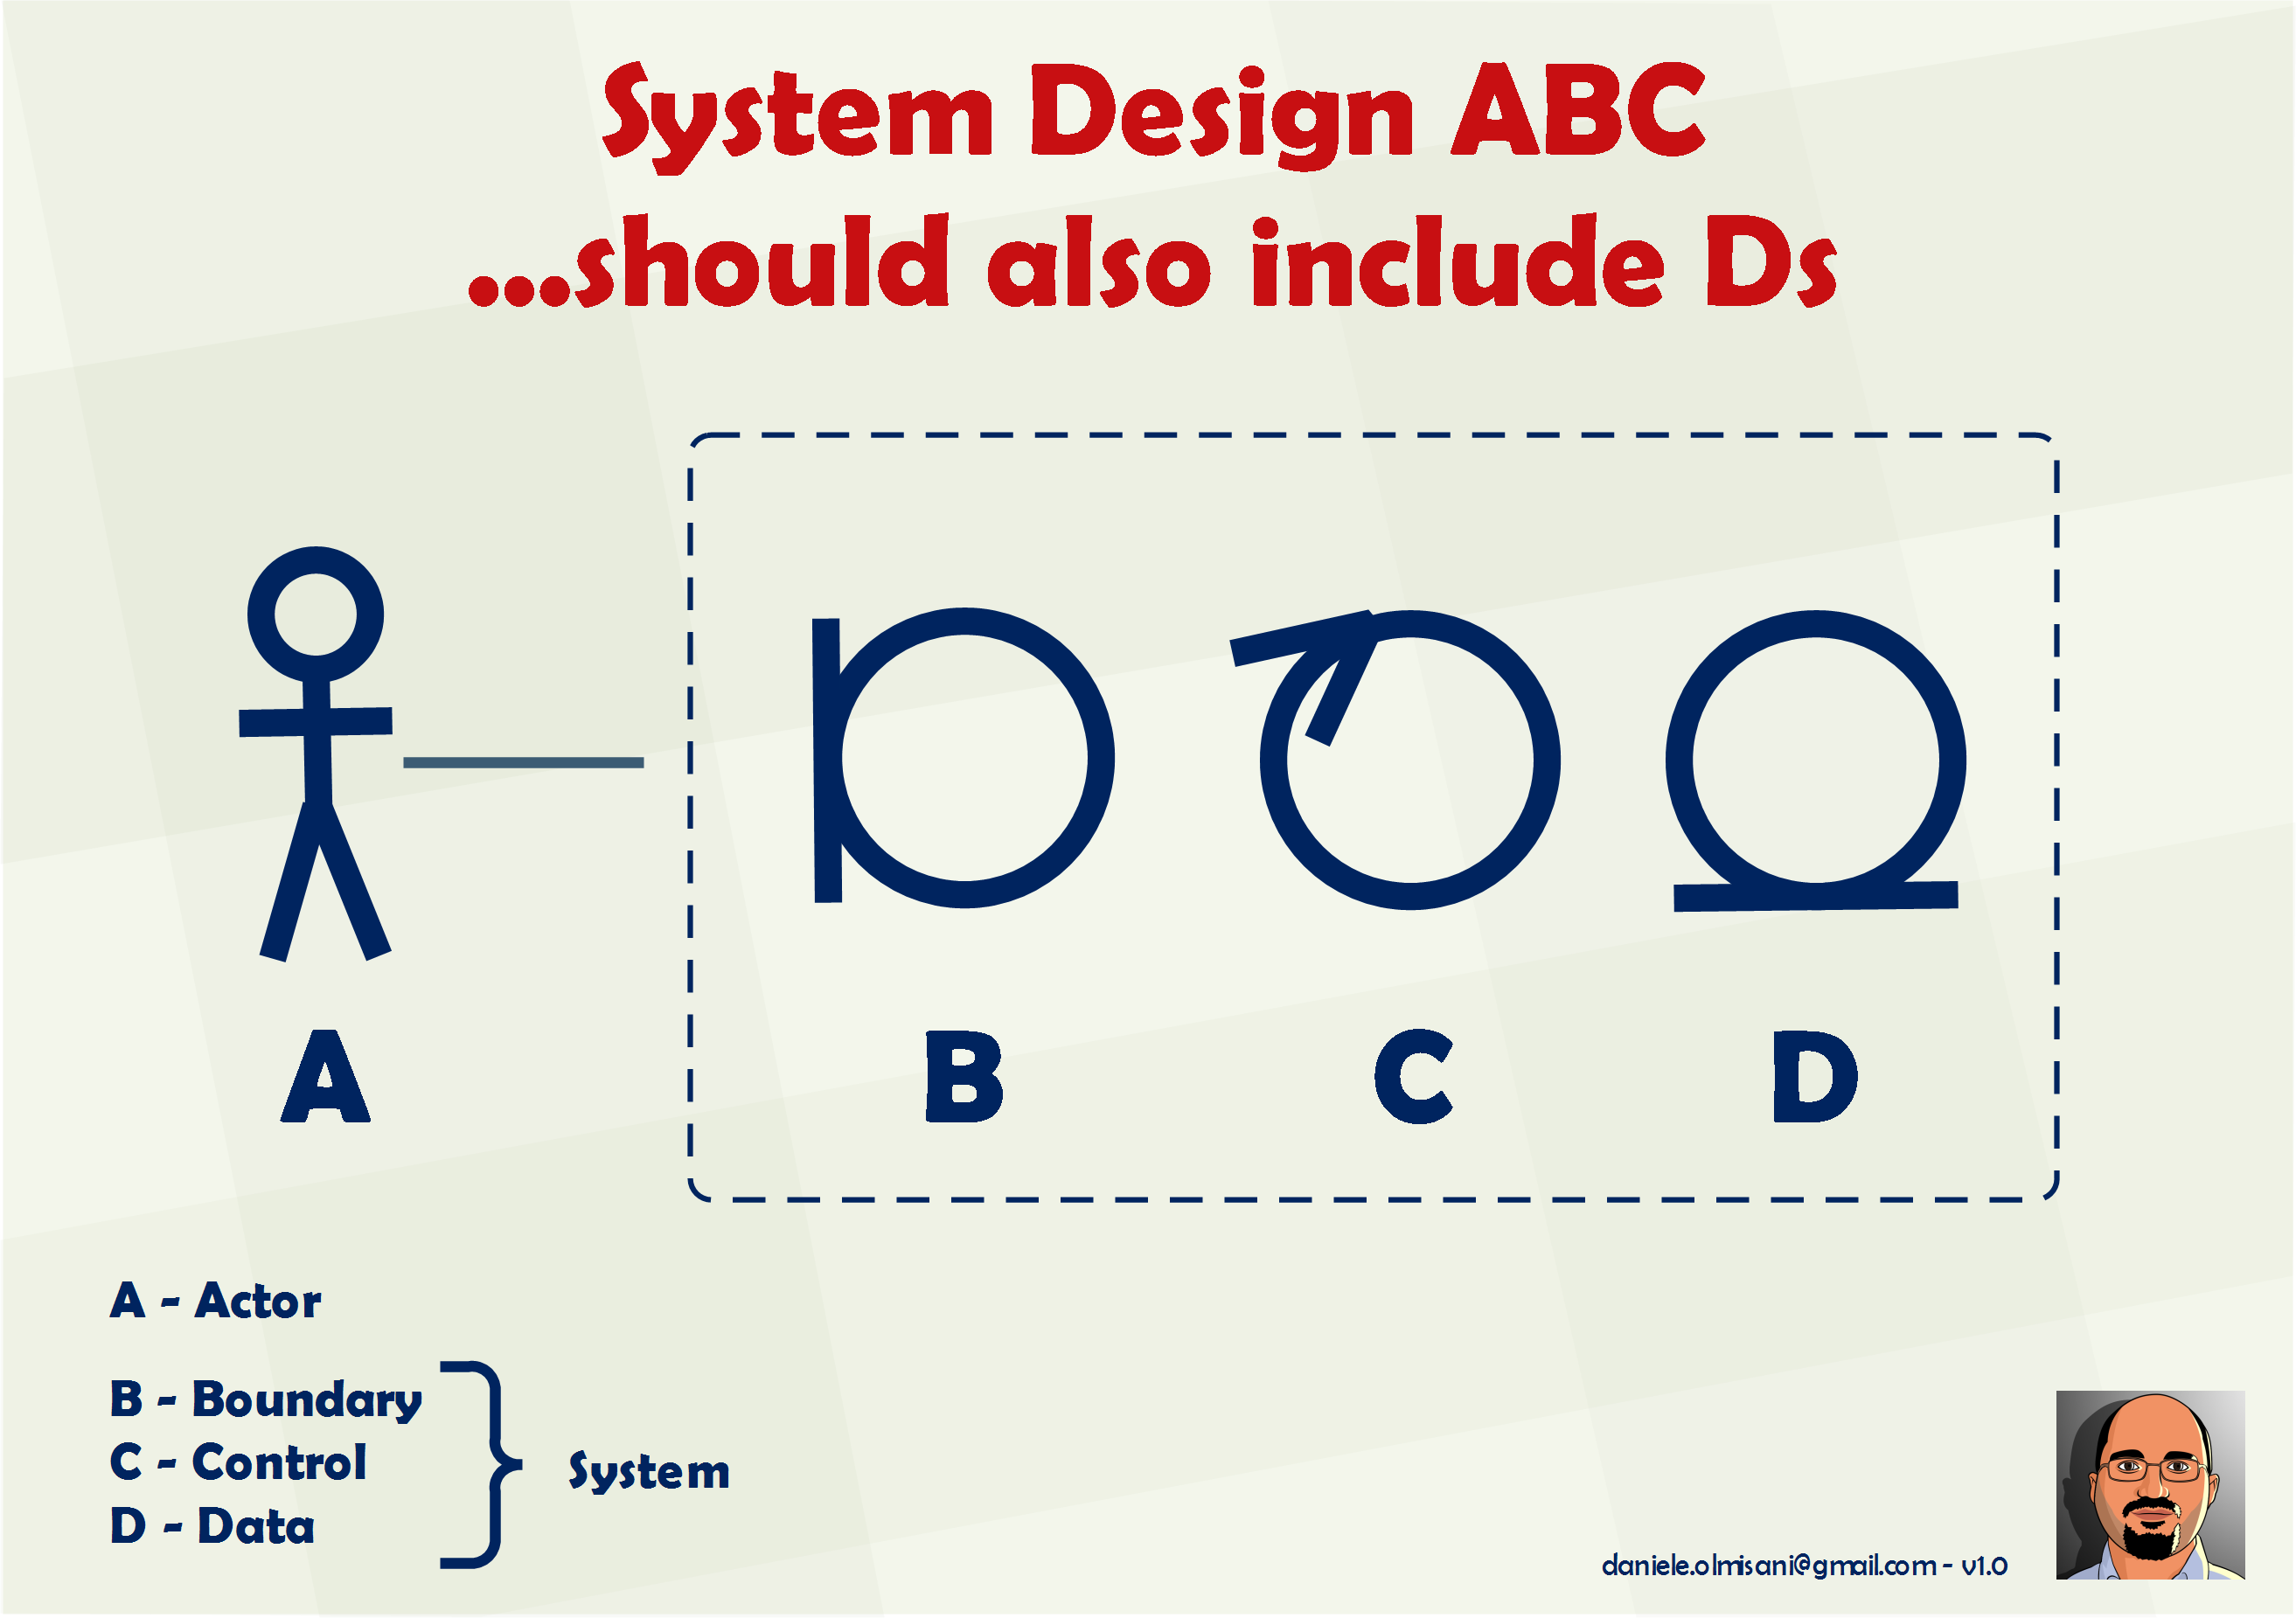 System Design ABC
...should also include Ds
A
B
C
D
A - Actor
B - Boundary
C - Control
D - Data
System
daniele.olmisani@gmail.com - v1.0